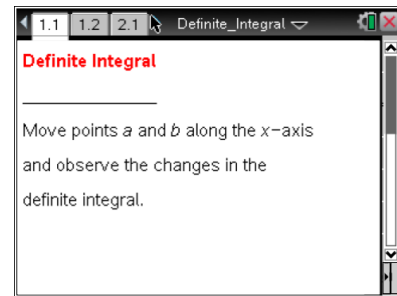 1.1 1.2 2.1 Definite_Integral
Definite Integral
Move points a and b along the x-axis
and observe the changes in the
definite integral.